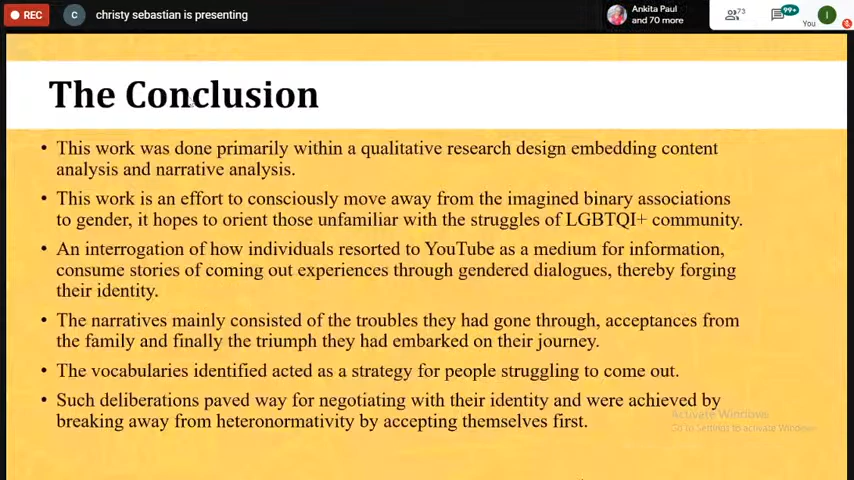 REC
C
christy sebastian is presenting
Ankita Paul
and 70 more
73
99+
You
I
The Conclusion
• This work was done primarily within a qualitative research design embedding content
analysis and narrative analysis.
• This work is an effort to consciously move away from the imagined binary associations
to gender, it hopes to orient those unfamiliar with the struggles of LGBTQI+ community.
• An interrogation of how individuals resorted to YouTube as a medium for information,
consume stories of coming out experiences through gendered dialogues, thereby forging
their identity.
• The narratives mainly consisted of the troubles they had gone through, acceptances from
the family and finally the triumph they had embarked on their journey.
• The vocabularies identified acted as a strategy for people struggling to come out.
• Such deliberations paved way for negotiating with their identity and were achieved by
breaking away from heteronormativity by accepting themselves first.
Activate Windows
Go to Settings to activate Windows.